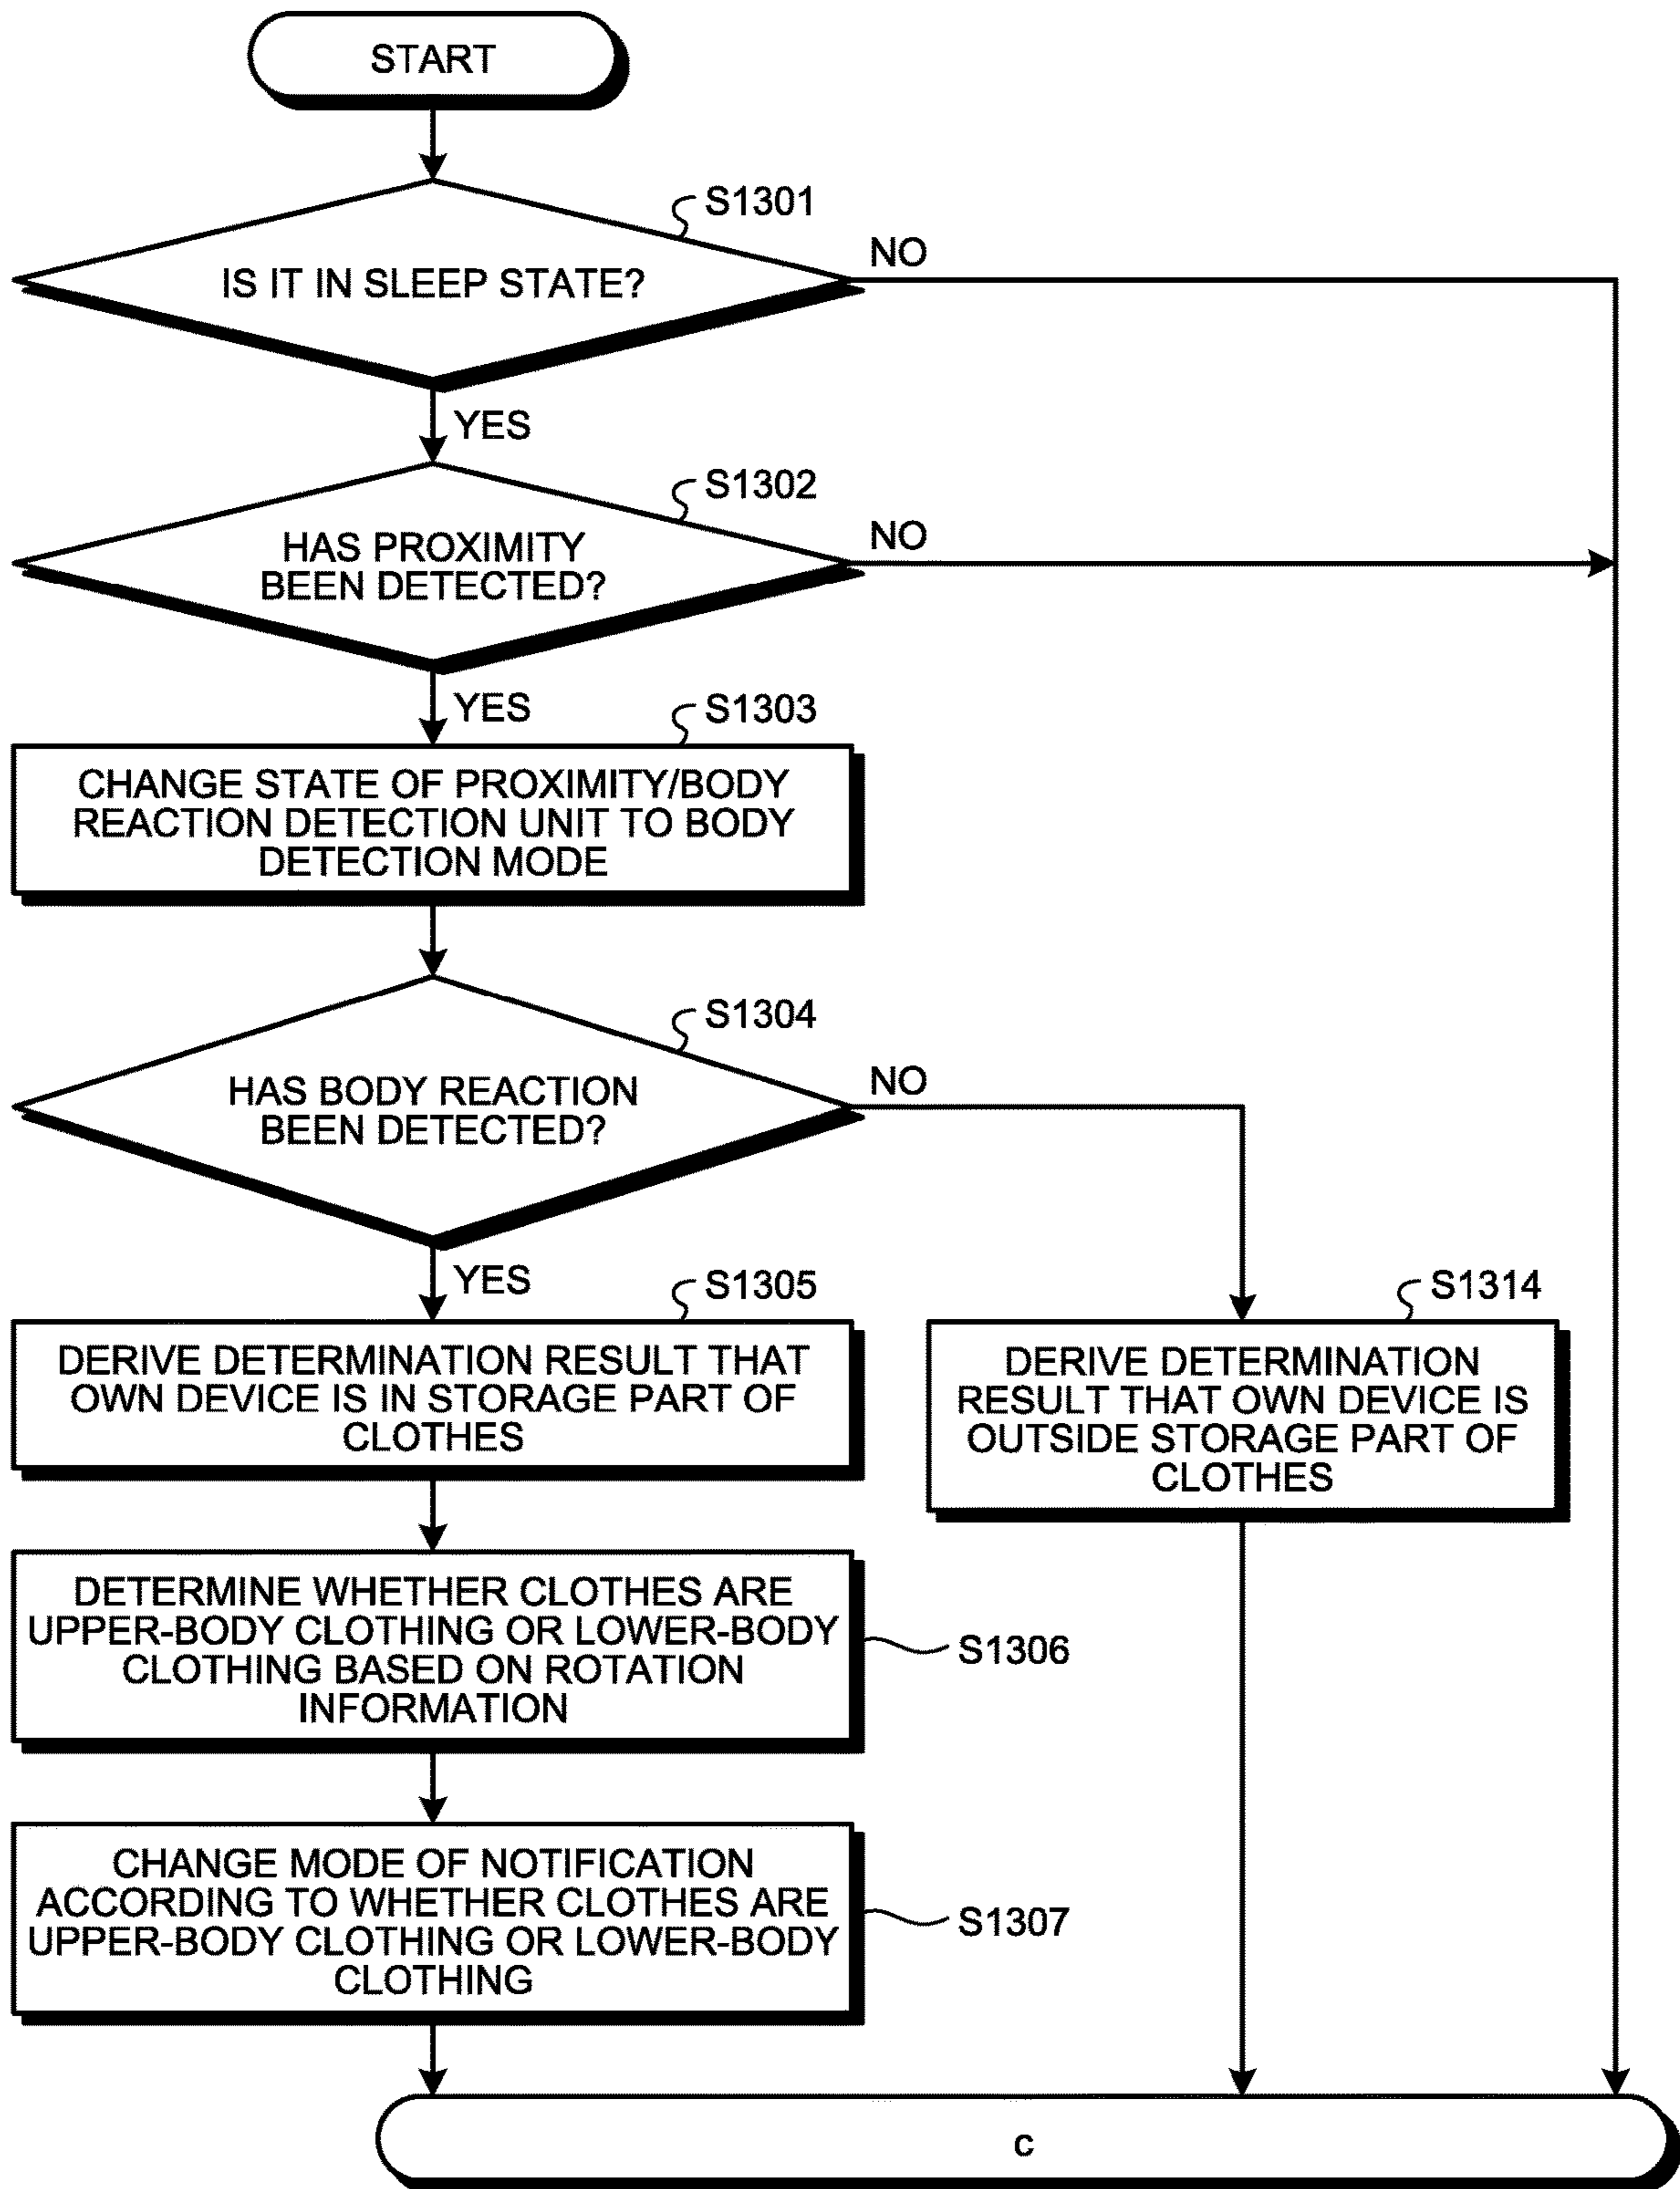 START
S1301
NO
IS IT IN SLEEP STATE?
YES
S1302
NO
HAS PROXIMITY
BEEN DETECTED?
YES
S1303
CHANGE STATE OF PROXIMITY/BODY
REACTION DETECTION UNIT TO BODY
DETECTION MODE
S1304
NO
HAS BODY REACTION
BEEN DETECTED?
YES
S1305
DERIVE DETERMINATION RESULT THAT
OWN DEVICE IS IN STORAGE PART OF
CLOTHES
S1314
DERIVE DETERMINATION
RESULT THAT OWN DEVICE IS
OUTSIDE STORAGE PART OF
CLOTHES
DETERMINE WHETHER CLOTHES ARE
UPPER-BODY CLOTHING OR LOWER-BODY
CLOTHING BASED ON ROTATION
INFORMATION
S1306
CHANGE MODE OF NOTIFICATION
ACCORDING TO WHETHER CLOTHES ARE
UPPER-BODY CLOTHING OR LOWER-BODY
CLOTHING
S1307
c